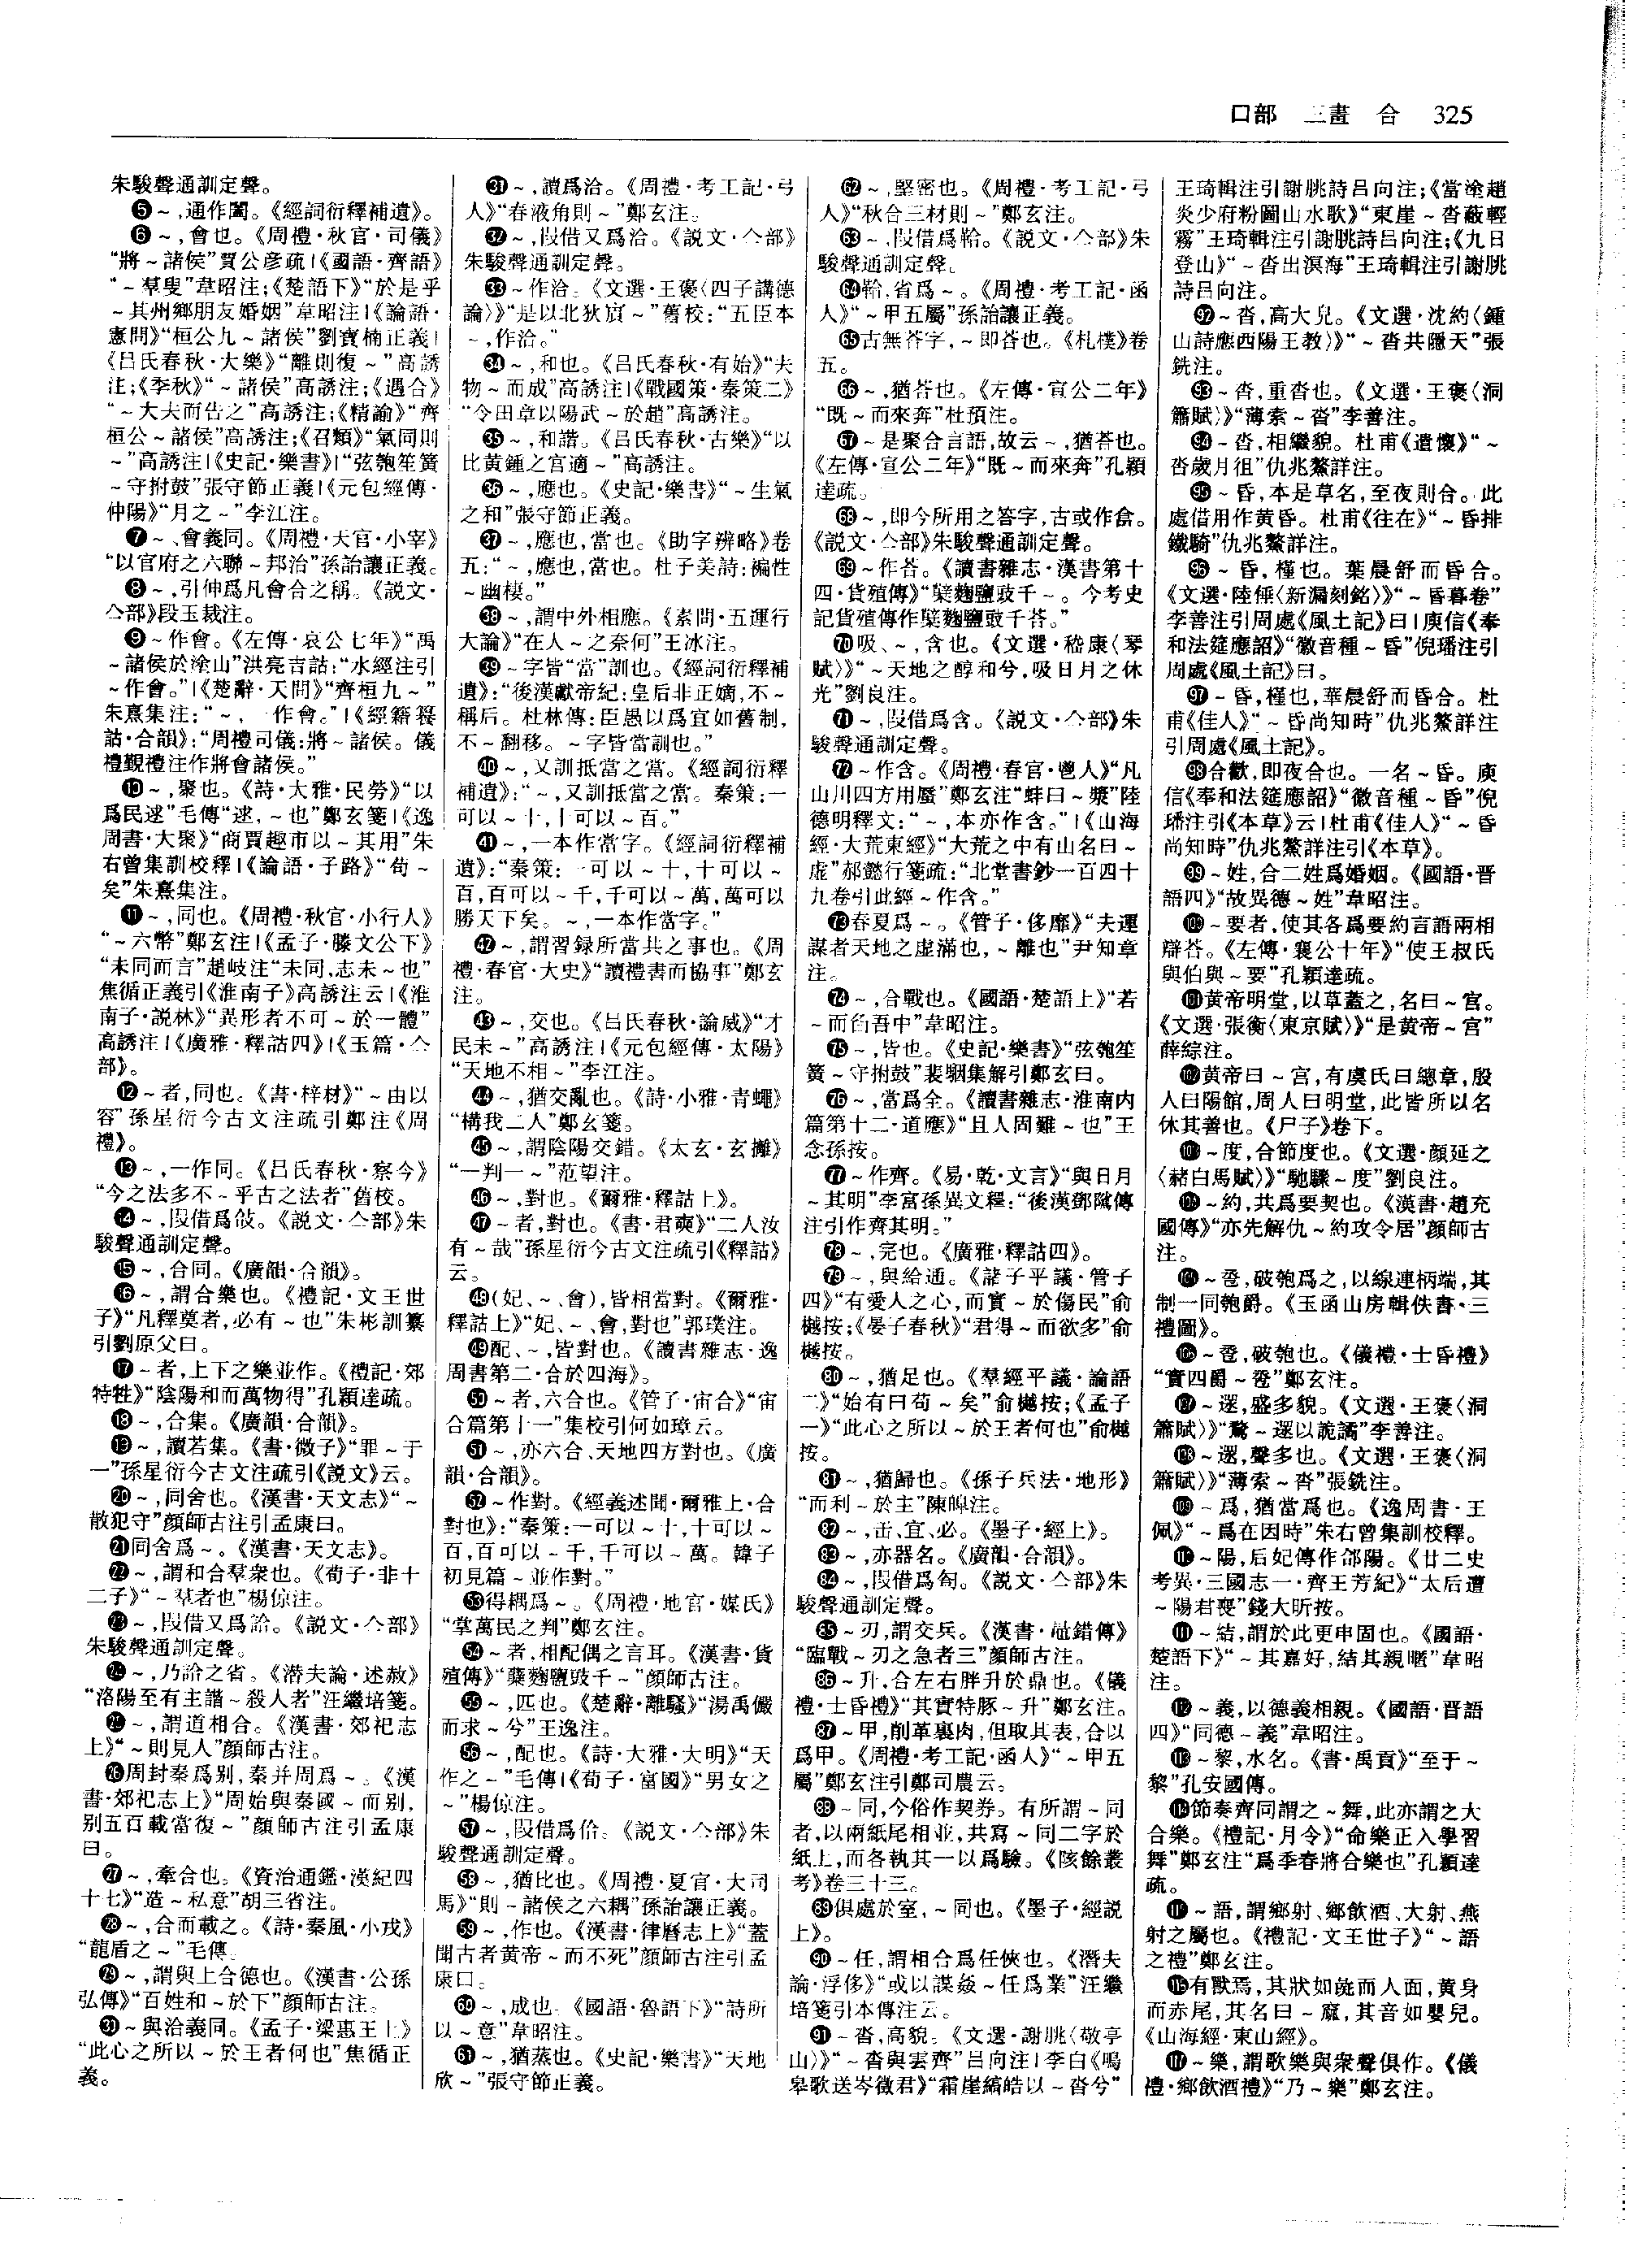 口部　三畫　合　325
朱駿聲通訓定聲。
❺~,通作闔。《經詞衍釋補遺》。
❻~,會也。《周禮·秋官·司儀》
“將~諸侯”賈公彥疏|《國語·齊語》
“~羣叟”韋昭注;《楚語下》“於是乎
~其州鄉朋友婚姻”韋昭注|《論語·
憲問》“桓公九~諸侯”劉寶楠正義|
《呂氏春秋·大樂》“離則復~”高誘
注;《季秋》“~諸侯”高誘注;《遇合》
“~大夫而告之”高誘注;《精諭》“齊
桓公~諸侯”高誘注;《召類》“氣同則
~”高誘注|《史記·樂書》|“弦匏笙簧
~守拊鼓”張守節正義|《元包經傳·
仲陽》“月之~”李江注。
❼~、會義同。《周禮·天官·小宰》
“以官府之六聯~邦治”孫詒讓正義。
❽~,引伸爲凡會合之稱。《説文·
亼部》段玉裁注。
❾~作會。《左傳·哀公七年》“禹
~諸侯於塗山”洪亮吉詁:“水經注引
~作會。”|《楚辭·天問》“齊桓九~”
朱熹集注:“~,一作會。”|《經籍籑
詁·合韻》:“周禮司儀:將~諸侯。儀
禮覲禮注作將會諸侯。”
❿~,聚也。《詩·大雅·民勞》“以
爲民逑”毛傳“逑,~也”鄭玄箋|《逸
周書·大聚》“商賈趣市以~其用”朱
右曾集訓校釋|《論語·子路》“苟~
矣”朱熹集注。
⓫~,同也。《周禮·秋官·小行人》
“~六幣”鄭玄注|《孟子·滕文公下》
“未同而言”趙岐注“未同,志未~也”
焦循正義引《淮南子》高誘注云|《淮
南子·説林》“異形者不可~於一體”
高誘注|《廣雅·釋詁四》|《玉篇·亼
部》。
⓬~者,同也。《書·梓材》“~由以
容”孫星衍今古文注疏引鄭注《周
禮》。
⓭~,一作同。《呂氏春秋·察今》
“今之法多不~乎古之法者”舊校。
⓮~,叚借爲敆。《説文·亼部》朱
駿聲通訓定聲。
⓯~,合同。《廣韻·合韻》。
⓰~,謂合樂也。《禮記·文王世
子》“凡釋奠者,必有~也”朱彬訓纂
引劉原父曰。
⓱~者,上下之樂並作。《禮記·郊
特牲》“陰陽和而萬物得”孔穎達疏。
⓲~,合集。《廣韻·合韻》。
⓳~,讀若集。《書·微子》“罪~于
一”孫星衍今古文注疏引《説文》云。
⓴~,同舍也。《漢書·天文志》“~
散犯守”顏師古注引孟康曰。
㉑同舍爲~。《漢書·天文志》。
㉒~,謂和合羣衆也。《荀子·非十
二子》“~羣者也”楊倞注。
㉓~,叚借又爲詥。《説文·亼部》
朱駿聲通訓定聲。
㉔~,乃詥之省。《潛夫論·述赦》
“洛陽至有主諧~殺人者”汪繼培箋。
㉕~,謂道相合。《漢書·郊祀志
上》“~則見人”顏師古注。
㉖周封秦爲別,秦并周爲~。《漢
書·郊祀志上》“周始與秦國~而別,
別五百載當復~”顏師古注引孟康
曰。
㉗~,牽合也。《資治通鑑·漢紀四
十七》“造~私意”胡三省注。
㉘~,合而載之。《詩·秦風·小戎》
“龍盾之~”毛傳。
㉙~,謂與上合德也。《漢書·公孫
弘傳》“百姓和~於下”顏師古注。
㉚~與洽義同。《孟子·梁惠王上》
“此心之所以~於王者何也”焦循正
義。
㉛~,讀爲洽。《周禮·考工記·弓
人》“春液角則~”鄭玄注。
㉜~,叚借又爲洽。《説文·亼部》
朱駿聲通訓定聲。
㉝~作洽。《文選·王褒〈四子講德
論〉》“是以北狄賓~”舊校:“五臣本
~,作洽。”
㉞~,和也。《呂氏春秋·有始》“夫
物~而成”高誘注|《戰國策·秦策二》
“令田章以陽武~於趙”高誘注。
㉟~,和諧。《呂氏春秋·古樂》“以
比黃鍾之宮適~”高誘注。
㊱~,應也。《史記·樂書》“~生氣
之和”張守節正義。
㊲~,應也,當也。《助字辨略》卷
五:“~,應也,當也。杜子美詩:褊性
~幽棲。”
㊳~,謂中外相應。《素問·五運行
大論》“在人~之奈何”王冰注。
㊴~字皆“當”訓也。《經詞衍釋補
遺》:“後漢獻帝紀:皇后非正嫡,不~
稱后。杜林傳:臣愚以爲宜如舊制,
不~翻移。~字皆當訓也。”
㊵~,又訓抵當之當。《經詞衍釋
補遺》:“~,又訓抵當之當。秦策:一
可以~十,十可以~百。”
㊶~,一本作當字。《經詞衍釋補
遺》:“秦策:一可以~十,十可以~
百,百可以~千,千可以~萬,萬可以
勝天下矣。~,一本作當字。”
㊷~,謂習録所當共之事也。《周
禮·春官·大史》“讀禮書而協事”鄭玄
注。
㊸~,交也。《呂氏春秋·論威》“才
民未~”高誘注|《元包經傳·太陽》
“天地不相~”李江注。
㊹~,猶交亂也。《詩·小雅·青蠅》
“構我二人”鄭玄箋。
㊺~,謂陰陽交錯。《太玄·玄攡》
“一判一~”范望注。
㊻~,對也。《爾雅·釋詁上》。
㊼~者,對也。《書·君奭》“二人汝
有~哉”孫星衍今古文注疏引《釋詁》
云。
㊽(妃、~、會),皆相當對。《爾雅·
釋詁上》“妃、~、會,對也”郭璞注。
㊾配、~,皆對也。《讀書雜志·逸
周書第二·合於四海》。
㊿~者,六合也。《管子·宙合》“宙
合篇第十一”集校引何如璋云。
51~,亦六合、天地四方對也。《廣
韻·合韻》。
52~作對。《經義述聞·爾雅上·合
對也》:“秦策:一可以~十,十可以~
百,百可以~千,千可以~萬。韓子
初見篇~並作對。”
53得耦爲~。《周禮·地官·媒氏》
“掌萬民之判”鄭玄注。
54~者,相配偶之言耳。《漢書·貨
殖傳》“糱麴鹽豉千~”顏師古注。
55~,匹也。《楚辭·離騷》“湯禹儼
而求~兮”王逸注。
56~,配也。《詩·大雅·大明》“天
作之~”毛傳|《荀子·富國》“男女之
~”楊倞注。
57~,叚借爲佮。《説文·亼部》朱
駿聲通訓定聲。
58~,猶比也。《周禮·夏官·大司
馬》“則~諸侯之六耦”孫詒讓正義。
59~,作也。《漢書·律曆志上》“蓋
聞古者黃帝~而不死”顏師古注引孟
康曰。
60~,成也。《國語·魯語下》“詩所
以~意”韋昭注。
61~,猶蒸也。《史記·樂書》“天地
欣~”張守節正義。
62~,堅密也。《周禮·考工記·弓
人》“秋合三材則~”鄭玄注。
63~,叚借爲鞈。《説文·亼部》朱
駿聲通訓定聲。
64鞈,省爲~。《周禮·考工記·函
人》“~甲五屬”孫詒讓正義。
65古無荅字,~即荅也。《札樸》卷
五。
66~,猶荅也。《左傳·宣公二年》
“既~而來奔”杜預注。
67~是聚合言語,故云~,猶荅也。
《左傳·宣公二年》“既~而來奔”孔穎
達疏。
68~,即今所用之答字,古或作㑹。
《説文·亼部》朱駿聲通訓定聲。
69~作荅。《讀書雜志·漢書第十
四·貨殖傳》“糱麴鹽豉千~。今考史
記貨殖傳作糱麴鹽豉千荅。”
70吸、~,含也。《文選·嵇康〈琴
賦〉》“~天地之醇和兮,吸日月之休
光”劉良注。
71~,叚借爲含。《説文·亼部》朱
駿聲通訓定聲。
72~作含。《周禮·春官·鬯人》“凡
山川四方用蜃”鄭玄注“蚌曰~漿”陸
德明釋文:“~,本亦作含。”|《山海
經·大荒東經》“大荒之中有山名曰~
虛”郝懿行箋疏:“北堂書鈔一百四十
九卷引此經~作含。”
73春夏爲~。《管子·侈靡》“夫運
謀者天地之虛滿也,~離也”尹知章
注。
74~,合戰也。《國語·楚語上》“若
~而函吾中”韋昭注。
75~,皆也。《史記·樂書》“弦匏笙
簧~守拊鼓”裴駰集解引鄭玄曰。
76~,當爲全。《讀書雜志·淮南内
篇第十二·道應》“且人固難~也”王
念孫按。
77~作齊。《易·乾·文言》“與日月
~其明”李富孫異文釋:“後漢鄧隲傳
注引作齊其明。”
78~,完也。《廣雅·釋詁四》。
79~,與給通。《諸子平議·管子
四》“有愛人之心,而實~於傷民”俞
樾按;《晏子春秋》“君得~而欲多”俞
樾按。
80~,猶足也。《羣經平議·論語
二》“始有曰苟~矣”俞樾按;《孟子
一》“此心之所以~於王者何也”俞樾
按。
81~,猶歸也。《孫子兵法·地形》
“而利~於主”陳皞注。
82~,缶、宜、必。《墨子·經上》。
83~,亦器名。《廣韻·合韻》。
84~,叚借爲匌。《説文·亼部》朱
駿聲通訓定聲。
85~刃,謂交兵。《漢書·鼂錯傳》
“臨戰~刃之急者三”顏師古注。
86~升,合左右胖升於鼎也。《儀
禮·士昏禮》“其實特豚~升”鄭玄注。
87~甲,削革裏肉,但取其表,合以
爲甲。《周禮·考工記·函人》“~甲五
屬”鄭玄注引鄭司農云。
88~同,今俗作契券。有所謂~同
者,以兩紙尾相並,共寫~同二字於
紙上,而各執其一以爲驗。《陔餘叢
考》卷三十三。
89俱處於室,~同也。《墨子·經説
上》。
90~任,謂相合爲任俠也。《潛夫
論·浮侈》“或以謀姦~任爲業”汪繼
培箋引本傳注云。
91~沓,高貌。《文選·謝朓〈敬亭
山〉》“~沓與雲齊”呂向注|李白《鳴
皋歌送岑徵君》“霜崖縞皓以~沓兮”
王琦輯注引謝朓詩呂向注;《當塗趙
炎少府粉圖山水歌》“東崖~沓蔽輕
霧”王琦輯注引謝朓詩呂向注;《九日
登山》“~沓出溟海”王琦輯注引謝朓
詩呂向注。
92~沓,高大皃。《文選·沈約〈鍾
山詩應西陽王教〉》“~沓共隱天”張
銑注。
93~沓,重沓也。《文選·王褒〈洞
簫賦〉》“薄索~沓”李善注。
94~沓,相繼貌。杜甫《遣懷》“~
沓歲月徂”仇兆鰲詳注。
95~昏,本是草名,至夜則合。此
處借用作黃昏。杜甫《往在》“~昏排
鐵騎”仇兆鰲詳注。
96~昏,槿也。葉晨舒而昏合。
《文選·陸倕〈新漏刻銘〉》“~昏暮卷”
李善注引周處《風土記》曰|庾信《奉
和法筵應詔》“徽音種~昏”倪璠注引
周處《風土記》曰。
97~昏,槿也,華晨舒而昏合。杜
甫《佳人》“~昏尚知時”仇兆鰲詳注
引周處《風土記》。
98合歡,即夜合也。一名~昏。庾
信《奉和法筵應詔》“徽音種~昏”倪
璠注引《本草》云|杜甫《佳人》“~昏
尚知時”仇兆鰲詳注引《本草》。
99~姓,合二姓爲婚姻。《國語·晉
語四》“故異德~姓”韋昭注。
100~要者,使其各爲要約言語兩相
辯荅。《左傳·襄公十年》“使王叔氏
與伯輿~要”孔穎達疏。
101黃帝明堂,以草蓋之,名曰~宮。
《文選·張衡〈東京賦〉》“是黃帝~宮”
薛綜注。
102黃帝曰~宮,有虞氏曰總章,殷
人曰陽館,周人曰明堂,此皆所以名
休其善也。《尸子》卷下。
103~度,合節度也。《文選·顏延之
〈赭白馬賦〉》“馳驟~度”劉良注。
104~約,共爲要契也。《漢書·趙充
國傳》“亦先解仇~約攻令居”顏師古
注。
105~巹,破匏爲之,以線連柄端,其
制一同匏爵。《玉函山房輯佚書·三
禮圖》。
106~巹,破匏也。《儀禮·士昏禮》
“實四爵~巹”鄭玄注。
107~遝,盛多貌。《文選·王褒〈洞
簫賦〉》“騖~遝以詭譎”李善注。
108~遝,聲多也。《文選·王褒〈洞
簫賦〉》“薄索~沓”張銑注。
109~爲,猶當爲也。《逸周書·王
佩》“~爲在因時”朱右曾集訓校釋。
110~陽,后妃傳作郃陽。《廿二史
考異·三國志一·齊王芳紀》“太后遭
~陽君喪”錢大昕按。
111~結,謂於此更申固也。《國語·
楚語下》“~其嘉好,結其親暱”韋昭
注。
112~義,以德義相親。《國語·晉語
四》“同德~義”韋昭注。
113~黎,水名。《書·禹貢》“至于~
黎”孔安國傳。
114節奏齊同謂之~舞,此亦謂之大
合樂。《禮記·月令》“命樂正入學習
舞”鄭玄注“爲季春將合樂也”孔穎達
疏。
115~語,謂鄉射、鄉飲酒、大射、燕
射之屬也。《禮記·文王世子》“~語
之禮”鄭玄注。
116有獸焉,其狀如彘而人面,黃身
而赤尾,其名曰~窳,其音如嬰兒。
《山海經·東山經》。
117~樂,謂歌樂與衆聲俱作。《儀
禮·鄉飲酒禮》“乃~樂”鄭玄注。